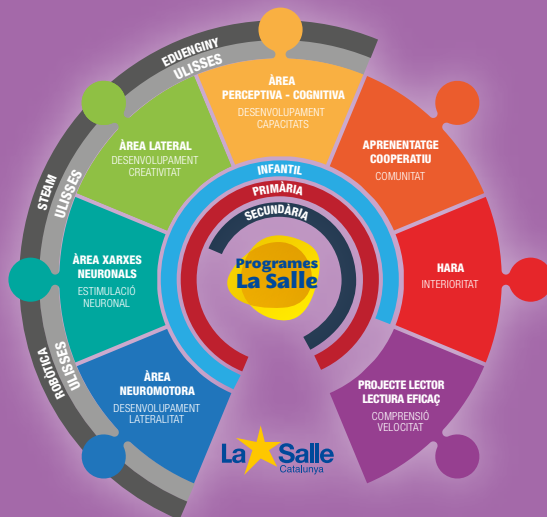 EDUENGINY
ULISSES
STEAM
ULISSES
ROBÒTICA
ULISSES
ÀREA
PERCEPTIVA - COGNITIVA
DESENVOLUPAMENT
CAPACITATS
ÀREA LATERAL
DESENVOLUPAMENT
CREATIVITAT
APRENENTATGE
COOPERATIU
COMUNITAT
ÀREA XARXES
NEURONALS
ESTIMULACIÓ
NEURONAL
HARA
INTERIORITAT
ÀREA
NEUROMOTORA
DESENVOLUPAMENT
LATERALITAT
PROJECTE LECTOR
LECTURA EFICAÇ
COMPRENSIÓ
VELOCITAT
INFANTIL
PRIMÀRIA
SECUNDÀRIA
Programes
La Salle
La Salle
Catalunya